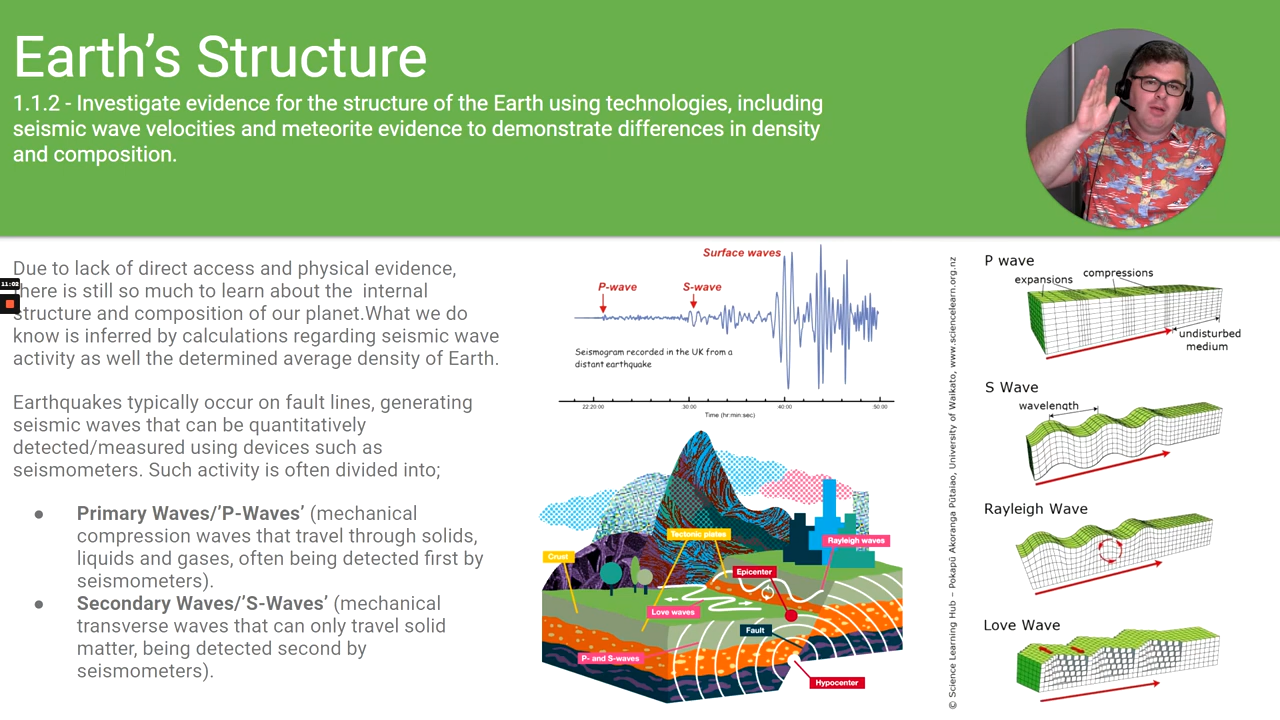 Earth's Structure
1.1.2 - Investigate evidence for the structure of the Earth using technologies, including
seismic wave velocities and meteorite evidence to demonstrate differences in density
and composition.
Due to lack of direct access and physical evidence,
there is still so much to learn about the  internal
structure and composition of our planet.What we do
know is inferred by calculations regarding seismic wave
activity as well the determined average density of Earth.
Earthquakes typically occur on fault lines, generating
seismic waves that can be quantitatively
detected/measured using devices such as
seismometers. Such activity is often divided into;
● Primary Waves/'P-Waves' (mechanical
compression waves that travel through solids,
liquids and gases, often being detected first by
seismometers).
● Secondary Waves/'S-Waves' (mechanical
transverse waves that can only travel solid
matter, being detected second by
seismometers).
11:02
Surface waves
P-wave
S-wave
Seismogram recorded in the UK from a
distant earthquake
22:20:00 30:00 40:00 50:00
Time (hr:min:sec)
Crust
Tectonic plates
Rayleigh waves
Epicenter
Love waves
Fault
P- and S-waves
Hypocenter
© Science Learning Hub – Pokapū Akoranga Pūtaiao, University of Waikato, www.sciencelearn.org.nz
P wave
expansions
compressions
undisturbed
medium
S Wave
wavelength
Rayleigh Wave
Love Wave